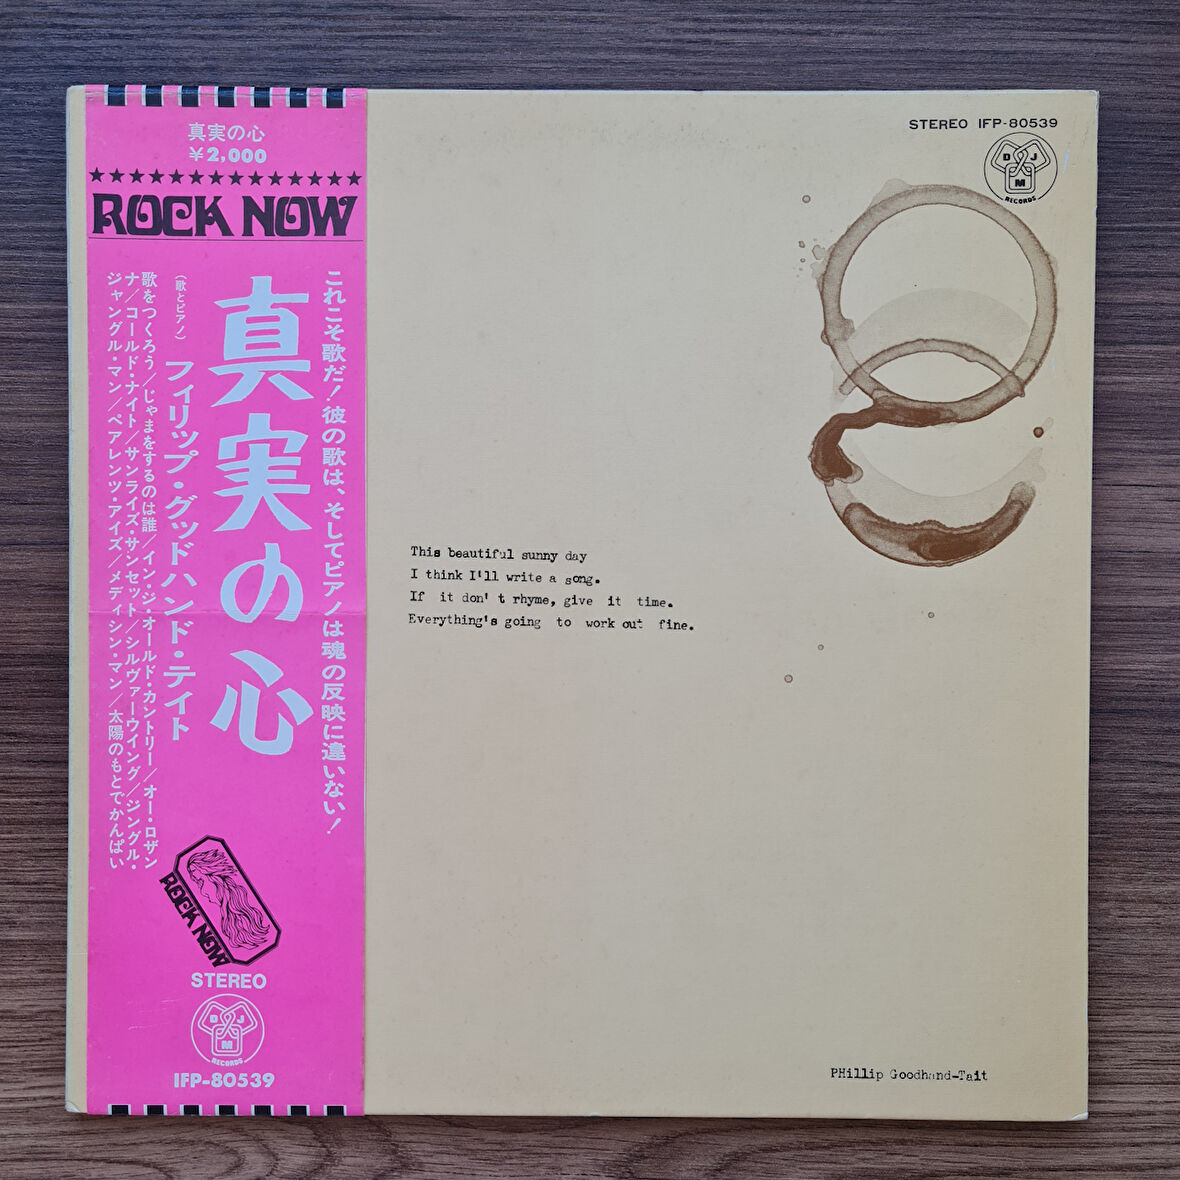 真実の心
¥2,000
ROCK NOW
これこそ歌だ!彼の歌は、そしてピアノは魂の反映に違いない!
真実の心
(歌とピアノ)
フィリップ・グッドハンド・テイト
歌をつくろう/じゃまをするのは誰/イン・ジ・オールド・カントリー/オー・ロザン
ナ/コールド・ナイト/サンライズ・サンセット/シルヴァーウイング/ジングル・
ジャングル・マン/ペアレンツ・アイズ/メディシン・マン/太陽のもとでかんぱい
ROCK NOW
STEREO
DJM
RECORDS
IFP-80539
STEREO IFP-80539
DJM
RECORDS
This beautiful sunny day
I think I'll write a song.
If it don't rhyme, give it time.
Everything's going to work out fine.
PHillip Goodhand-Tait